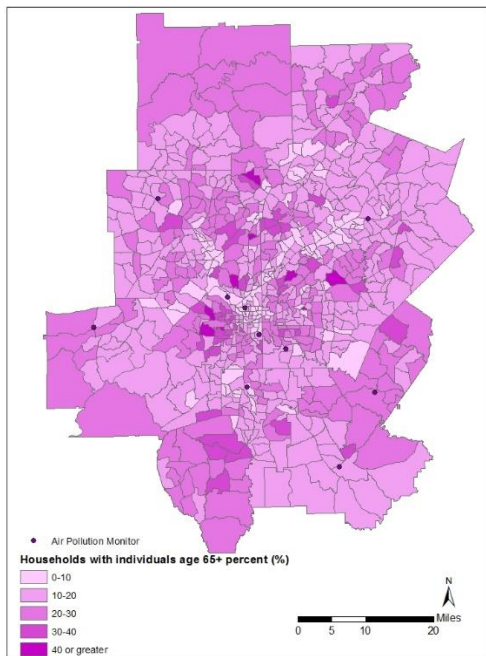 Air Pollution Monitor
Households with individuals age 65+ percent (%)
0-10
10-20
20-30
30-40
40 or greater
N
Miles
0 5 10 20